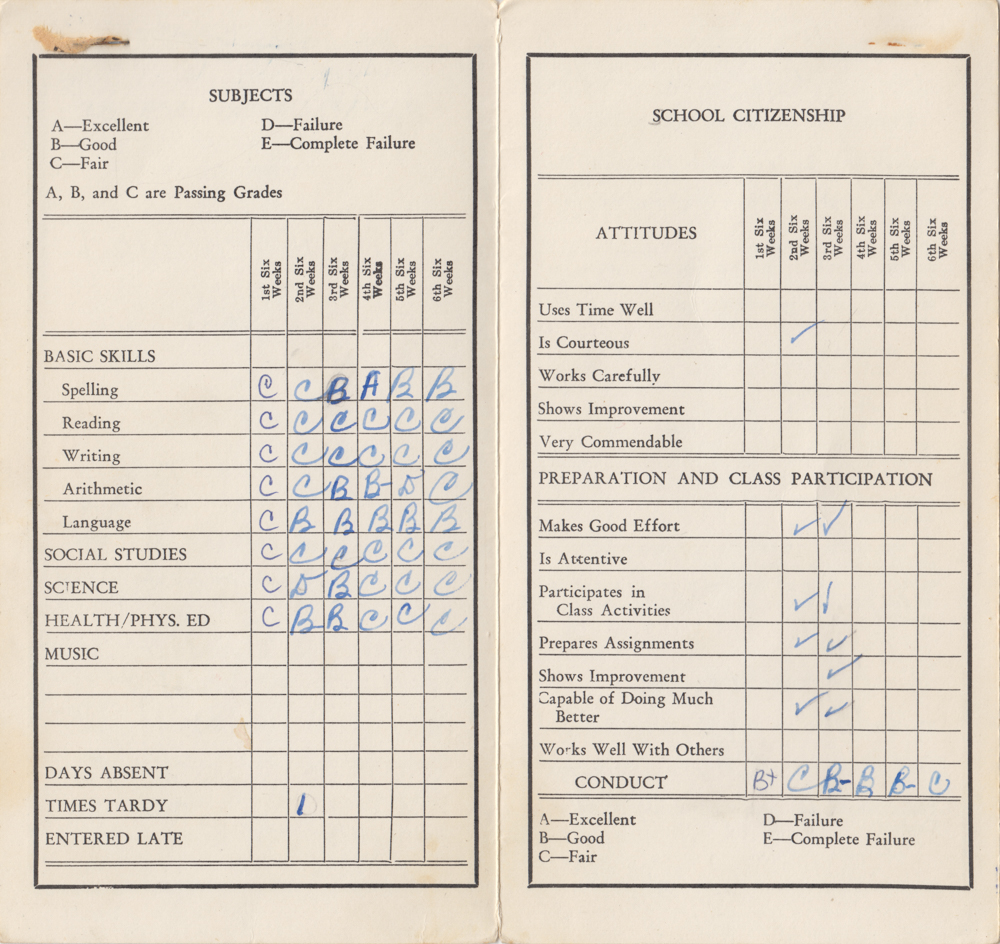 SUBJECTS
A—Excellent D—Failure
B—Good E—Complete Failure
C—Fair
A, B, and C are Passing Grades
1st Six Weeks 2nd Six Weeks 3rd Six Weeks 4th Six Weeks 5th Six Weeks 6th Six Weeks
BASIC SKILLS
Spelling C C B A B B
Reading C C C C C C
Writing C C C C C C
Arithmetic C C B B- D C
Language C B B B B B
SOCIAL STUDIES C C C C C C
SCIENCE C D B C C C
HEALTH/PHYS. ED C B B C C C
MUSIC
DAYS ABSENT
TIMES TARDY 1
ENTERED LATE
SCHOOL CITIZENSHIP
ATTITUDES 1st Six Weeks 2nd Six Weeks 3rd Six Weeks 4th Six Weeks 5th Six Weeks 6th Six Weeks
Uses Time Well
Is Courteous ✓
Works Carefully
Shows Improvement
Very Commendable
PREPARATION AND CLASS PARTICIPATION
Makes Good Effort ✓ ✓
Is Attentive
Participates in
Class Activities ✓ ✓
Prepares Assignments ✓ ✓
Shows Improvement ✓
Capable of Doing Much
Better ✓ ✓
Works Well With Others
CONDUCT B+ C B- B B- C
A—Excellent D—Failure
B—Good E—Complete Failure
C—Fair